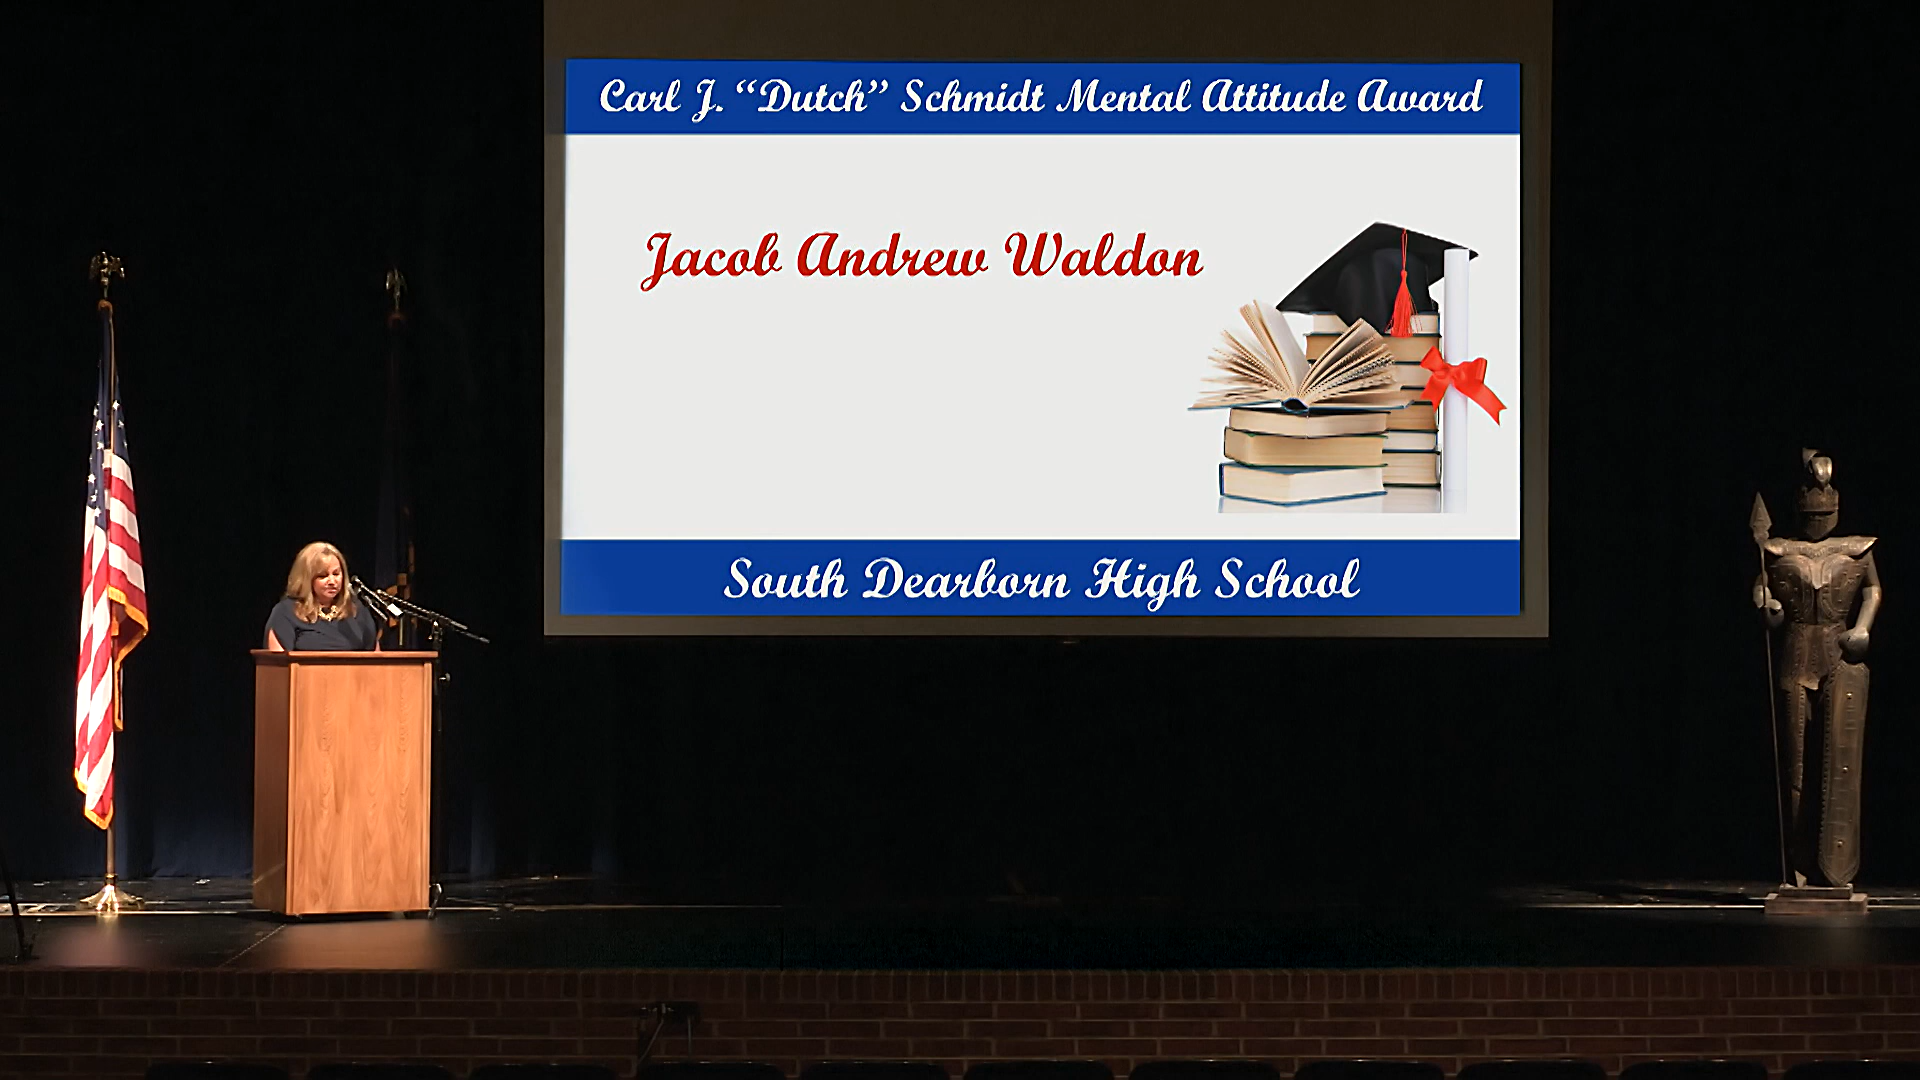 Carl J. “Dutch” Schmidt Mental Attitude Award
Jacob Andrew Waldon
South Dearborn High School